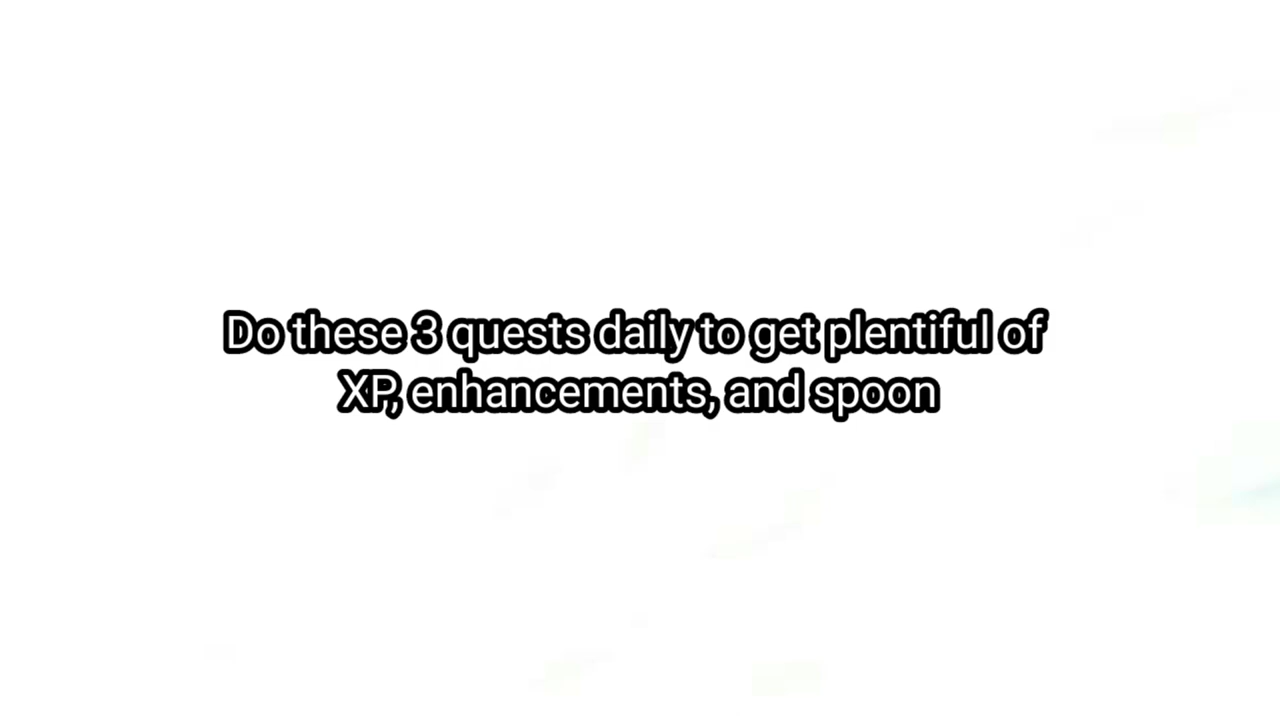 Do these 3 quests daily to get plentiful of
XP, enhancements, and spoon